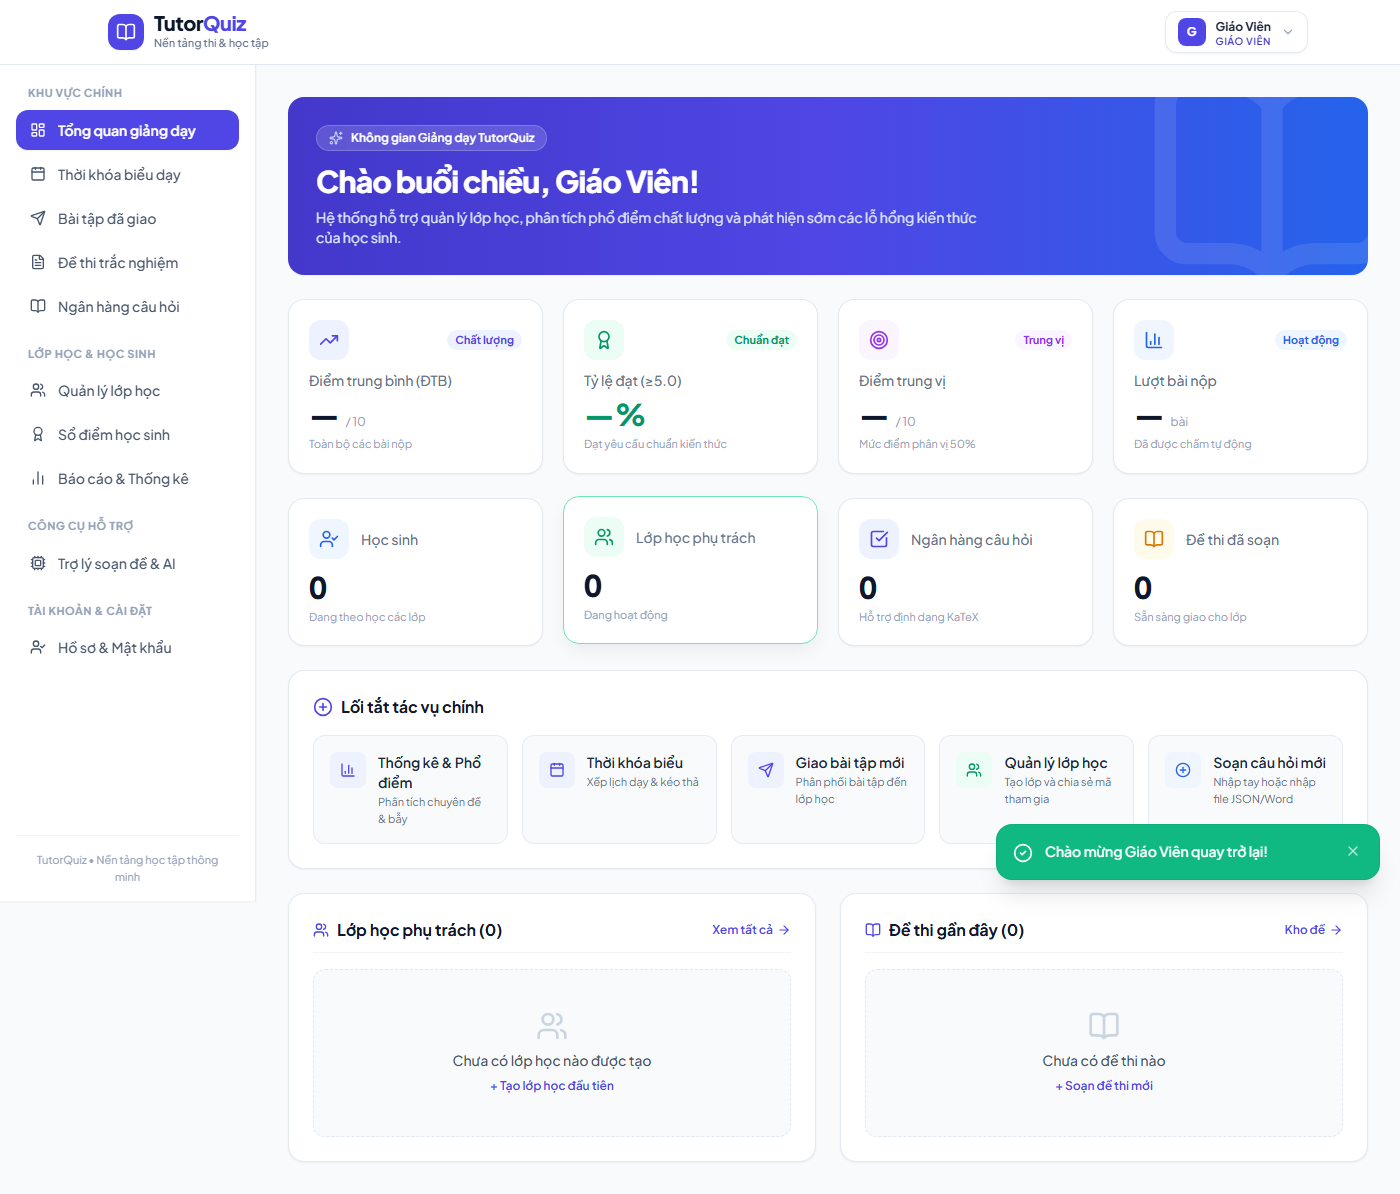 TutorQuiz
Nền tảng thi & học tập
G
Giáo Viên
GIÁO VIÊN
KHU VỰC CHÍNH
Tổng quan giảng dạy
Thời khóa biểu dạy
Bài tập đã giao
Đề thi trắc nghiệm
Ngân hàng câu hỏi
LỚP HỌC & HỌC SINH
Quản lý lớp học
Sổ điểm học sinh
Báo cáo & Thống kê
CÔNG CỤ HỖ TRỢ
Trợ lý soạn đề & AI
TÀI KHOẢN & CÀI ĐẶT
Hồ sơ & Mật khẩu
TutorQuiz • Nền tảng học tập thông
minh
Không gian Giảng dạy TutorQuiz
Chào buổi chiều, Giáo Viên!
Hệ thống hỗ trợ quản lý lớp học, phân tích phổ điểm chất lượng và phát hiện sớm các lỗ hổng kiến thức
của học sinh.
Chất lượng
Điểm trung bình (ĐTB)
— / 10
Toàn bộ các bài nộp
Chuẩn đạt
Tỷ lệ đạt (≥ 5.0)
—%
Đạt yêu cầu chuẩn kiến thức
Trung vị
Điểm trung vị
— / 10
Mức điểm phân vị 50%
Hoạt động
Lượt bài nộp
— bài
Đã được chấm tự động
Học sinh
0
Đang theo học các lớp
Lớp học phụ trách
0
Đang hoạt động
Ngân hàng câu hỏi
0
Hỗ trợ định dạng KaTeX
Đề thi đã soạn
0
Sẵn sàng giao cho lớp
Lối tắt tác vụ chính
Thống kê & Phổ
điểm
Phân tích chuyên đề
& bẫy
Thời khóa biểu
Xếp lịch dạy & kéo thả
Giao bài tập mới
Phân phối bài tập đến
lớp học
Quản lý lớp học
Tạo lớp và chia sẻ mã
tham gia
Soạn câu hỏi mới
Nhập tay hoặc nhập
file JSON/Word
Chào mừng Giáo Viên quay trở lại!
Lớp học phụ trách (0)
Xem tất cả
Chưa có lớp học nào được tạo
+ Tạo lớp học đầu tiên
Đề thi gần đây (0)
Kho đề
Chưa có đề thi nào
+ Soạn đề thi mới